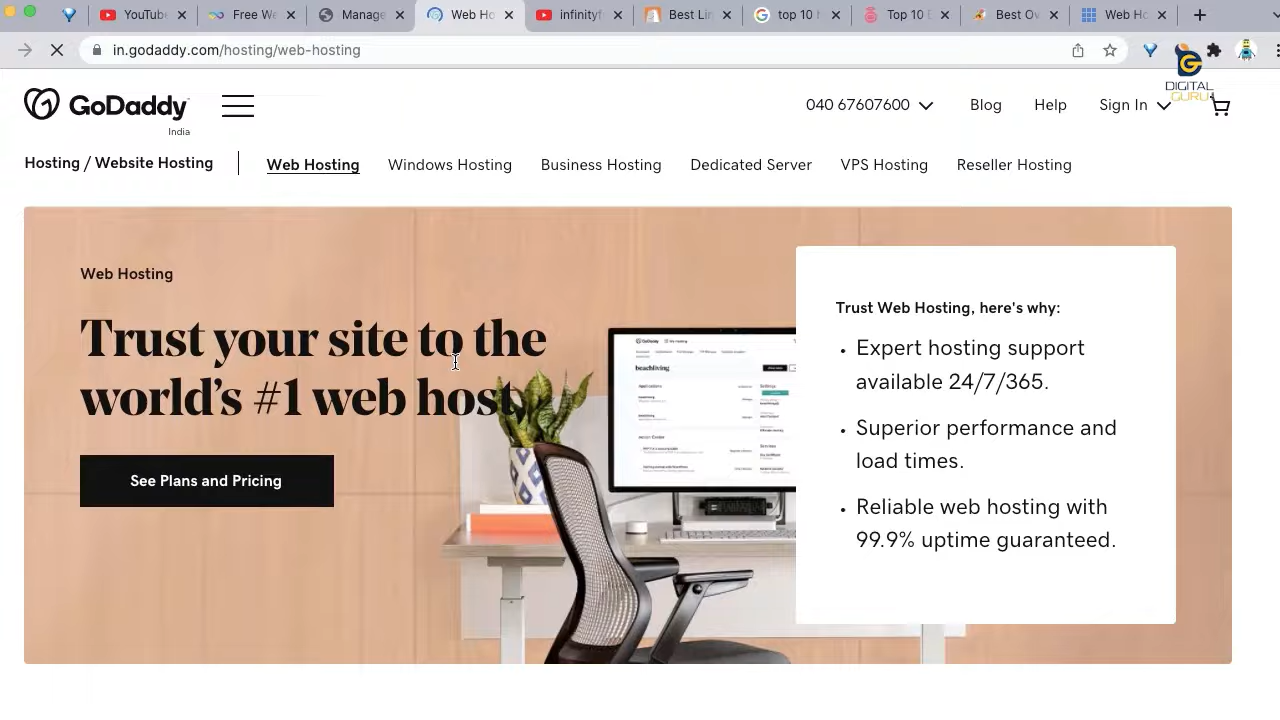 YouTube
Free We
Manage
Web Ho
infinityf
Best Lin
top 10 h
Top 10 E
Best Ov
Web Ho
in.godaddy.com/hosting/web-hosting
DIGITAL
GURU
GoDaddy
India
040 67607600
Blog
Help
Sign In
Hosting / Website Hosting
Web Hosting
Windows Hosting
Business Hosting
Dedicated Server
VPS Hosting
Reseller Hosting
Web Hosting
Trust your site to the
world's #1 web host.
See Plans and Pricing
beachliving
Trust Web Hosting, here's why:
• Expert hosting support
available 24/7/365.
• Superior performance and
load times.
• Reliable web hosting with
99.9% uptime guaranteed.